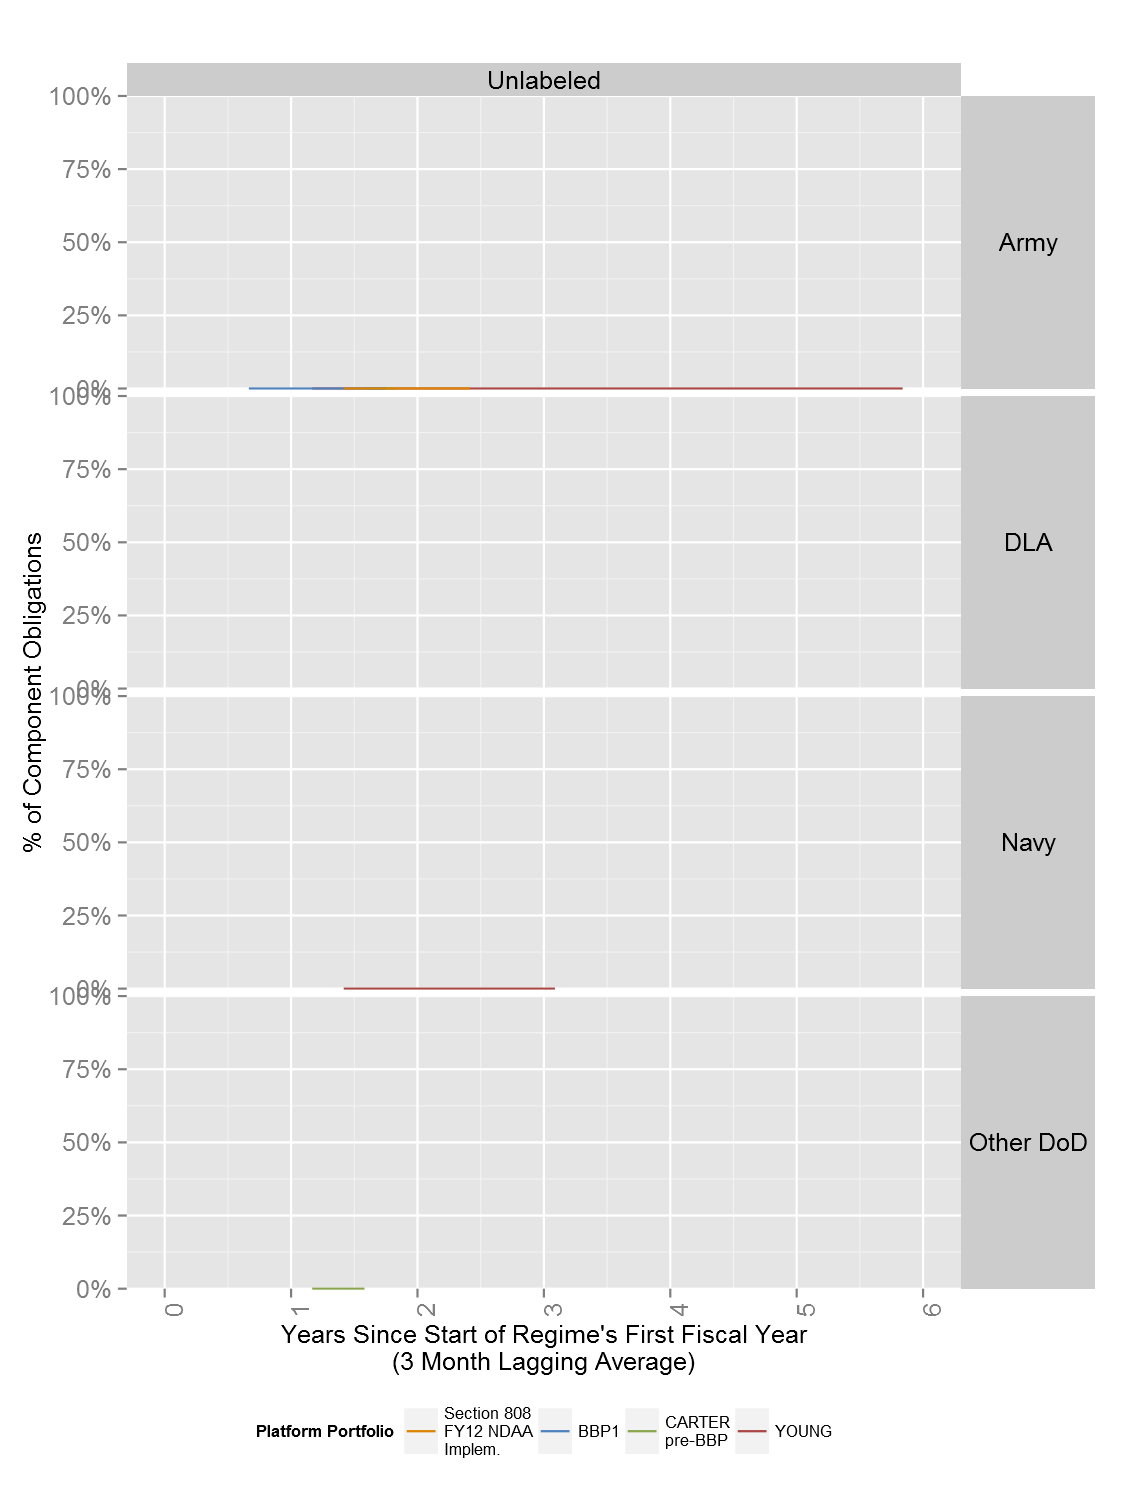 Unlabeled
100%
75%
50%
25%
0%
Army
100%
75%
50%
25%
0%
DLA
100%
75%
50%
25%
0%
Navy
100%
75%
50%
25%
0%
Other DoD
% of Component Obligations
0 1 2 3 4 5 6
Years Since Start of Regime's First Fiscal Year
(3 Month Lagging Average)
Platform Portfolio
Section 808
FY12 NDAA
Implem.
BBP1
CARTER
pre-BBP
YOUNG